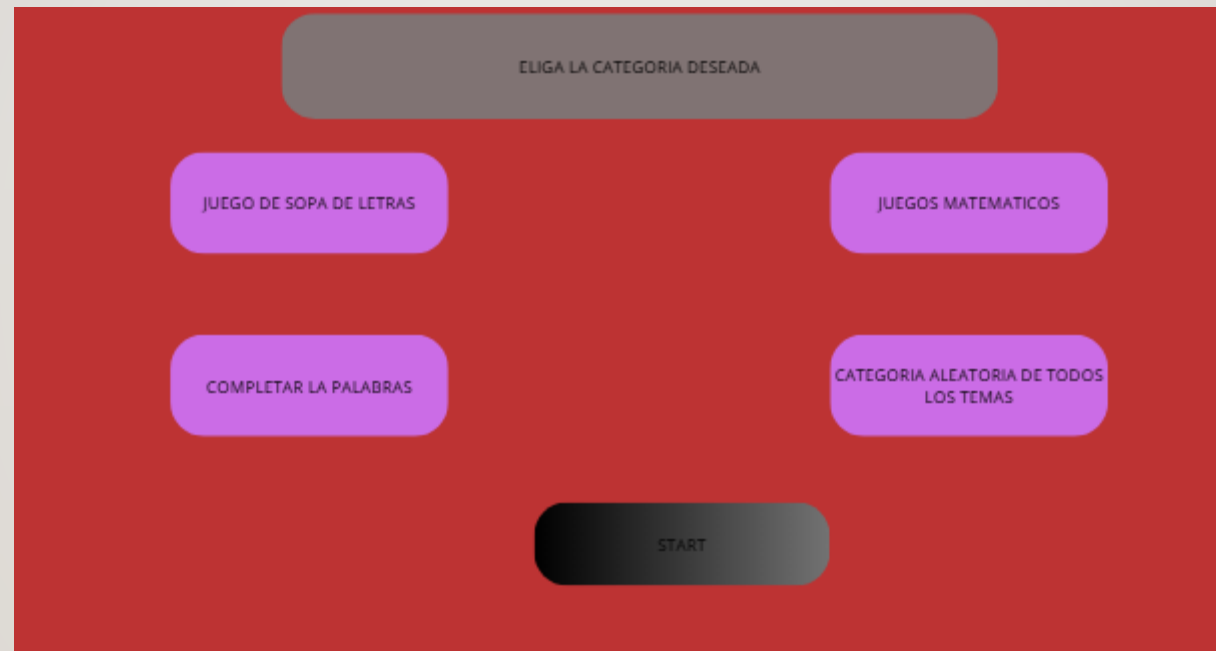 ELIGA LA CATEGORIA DESEADA
JUEGO DE SOPA DE LETRAS
JUEGOS MATEMATICOS
COMPLETAR LA PALABRAS
CATEGORIA ALEATORIA DE TODOS
LOS TEMAS
START